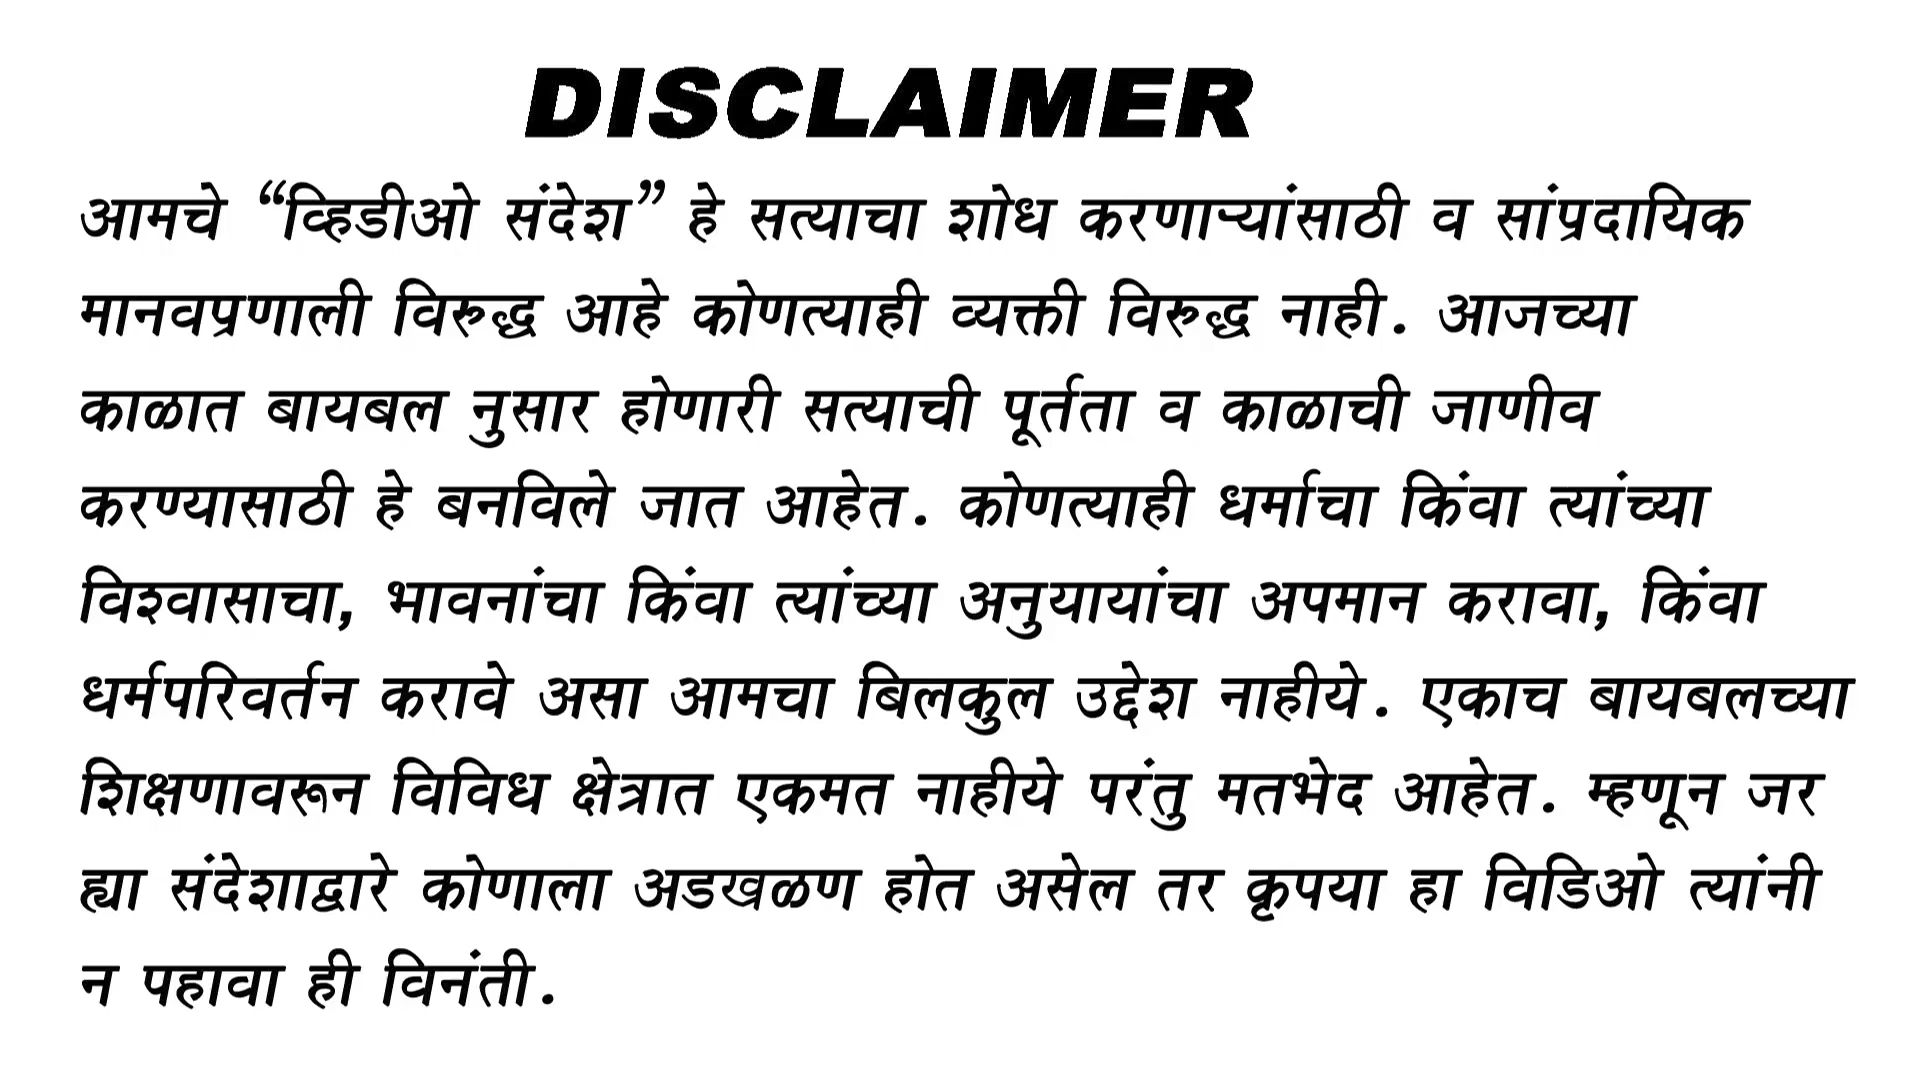 DISCLAIMER
आमचे “व्हिडीओ संदेश” हे सत्याचा शोध करणाऱ्यांसाठी व सांप्रदायिक
मानवप्रणाली विरूद्ध आहे कोणत्याही व्यक्ती विरूद्ध नाही. आजच्या
काळात बायबल नुसार होणारी सत्याची पूर्तता व काळाची जाणीव
करण्यासाठी हे बनविले जात आहेत. कोणत्याही धर्माचा किंवा त्यांच्या
विश्वासाचा, भावनांचा किंवा त्यांच्या अनुयायांचा अपमान करावा, किंवा
धर्मपरिवर्तन करावे असा आमचा बिलकुल उद्देश नाहीये. एकाच बायबलच्या
शिक्षणावरून विविध क्षेत्रात एकमत नाहीये परंतु मतभेद आहेत. म्हणून जर
ह्या संदेशाद्वारे कोणाला अडखळण होत असेल तर कृपया हा विडिओ त्यांनी
न पहावा ही विनंती.